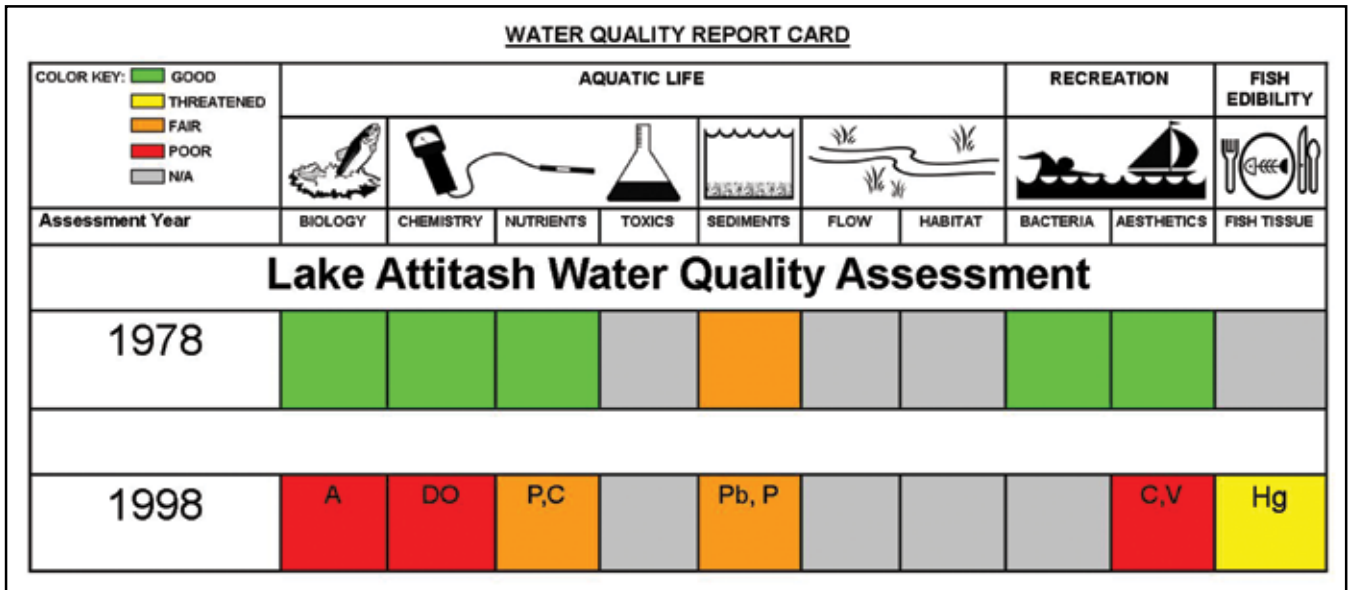 WATER QUALITY REPORT CARD
COLOR KEY: GOOD
THREATENED
FAIR
POOR
N/A
AQUATIC LIFE
RECREATION
FISH
EDIBILITY
Assessment Year
BIOLOGY
CHEMISTRY
NUTRIENTS
TOXICS
SEDIMENTS
FLOW
HABITAT
BACTERIA
AESTHETICS
FISH TISSUE
Lake Attitash Water Quality Assessment
1978
1998
A
DO
P,C
Pb, P
C,V
Hg